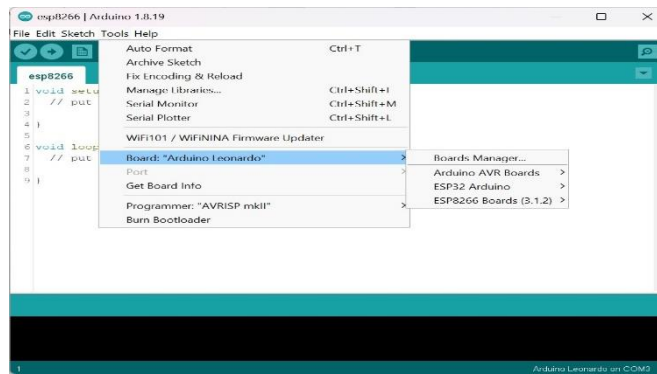 esp8266 | Arduino 1.8.19
File Edit Sketch Tools Help
esp8266
Auto Format Ctrl+T
Archive Sketch
Fix Encoding & Reload
Manage Libraries... Ctrl+Shift+I
Serial Monitor Ctrl+Shift+M
Serial Plotter Ctrl+Shift+L
WiFi101 / WiFiNINA Firmware Updater
Board: "Arduino Leonardo"
Port
Get Board Info
Programmer: "AVRISP mkII"
Burn Bootloader
Boards Manager...
Arduino AVR Boards
ESP32 Arduino
ESP8266 Boards (3.1.2)
1 void setu
2 // put
3
4 }
5
6 void loop
7 // put
8
9 }
1
Arduino Leonardo on COM3